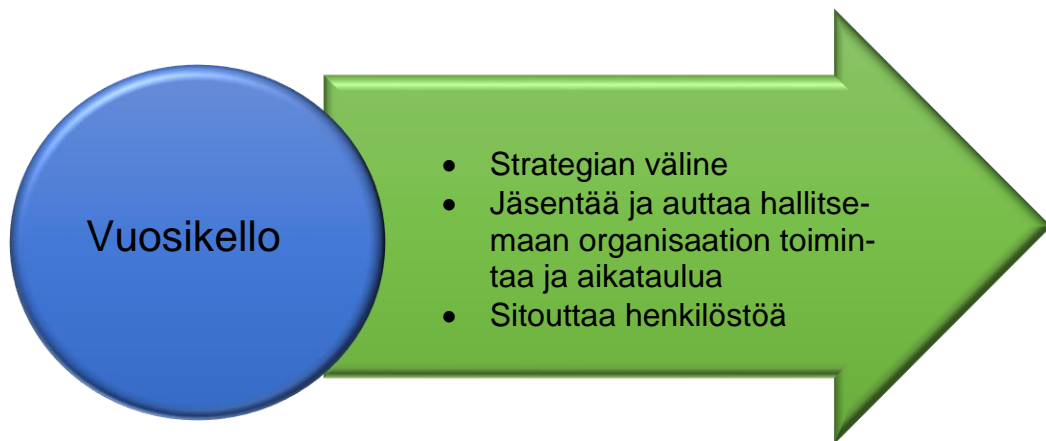 Vuosikello
• Strategian väline
• Jäsentää ja auttaa hallitse-
maan organisaation toimin-
taa ja aikataulua
• Sitouttaa henkilöstöä